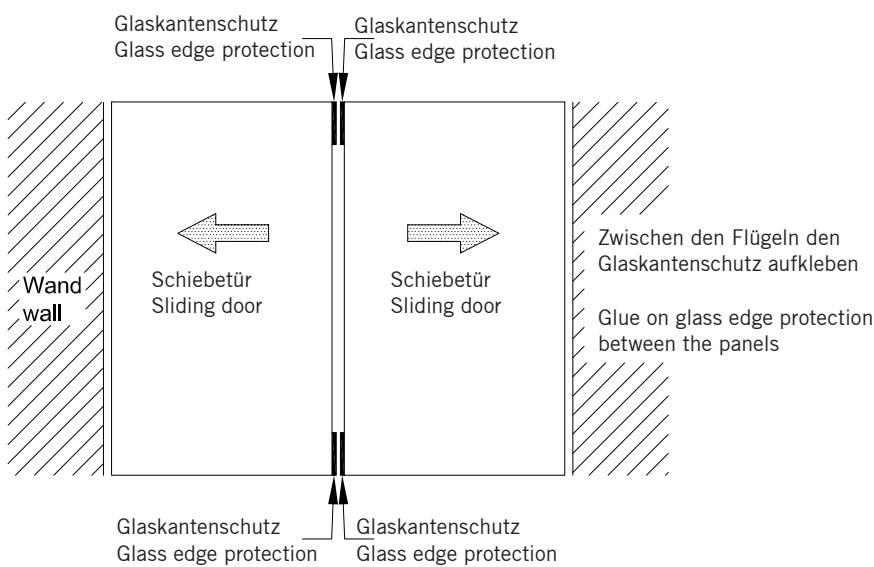 Glaskantenschutz
Glass edge protection
Glaskantenschutz
Glass edge protection
Wand
wall
Schiebetür
Sliding door
Schiebetür
Sliding door
Zwischen den Flügeln den
Glaskantenschutz aufkleben
Glue on glass edge protection
between the panels
Glaskantenschutz
Glass edge protection
Glaskantenschutz
Glass edge protection